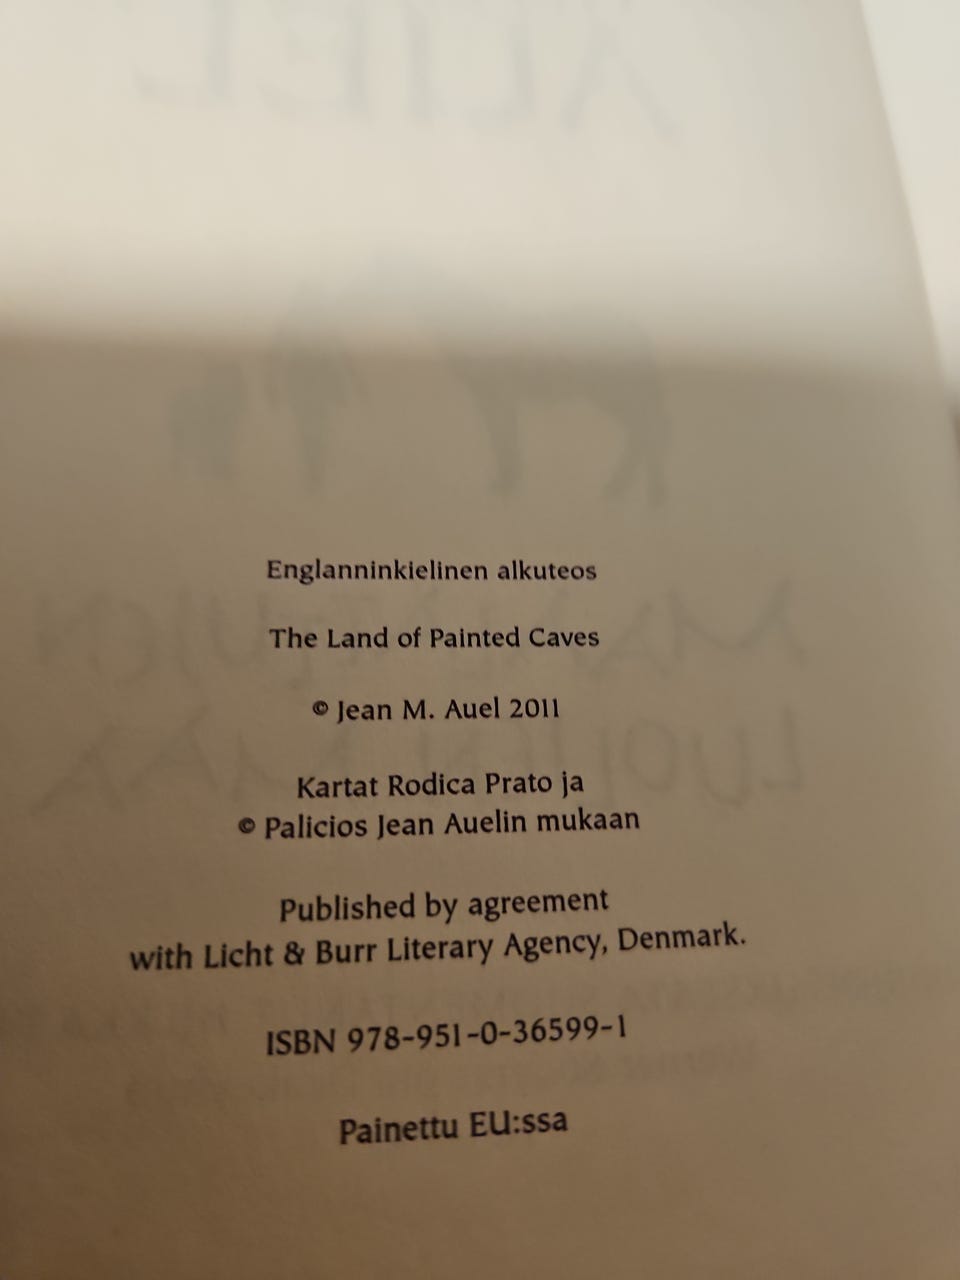 Englanninkielinen alkuteos
The Land of Painted Caves
© Jean M. Auel 2011
Kartat Rodica Prato ja
© Palicios Jean Auelin mukaan
Published by agreement
with Licht & Burr Literary Agency, Denmark.
ISBN 978-951-0-36599-1
Painettu EU:ssa